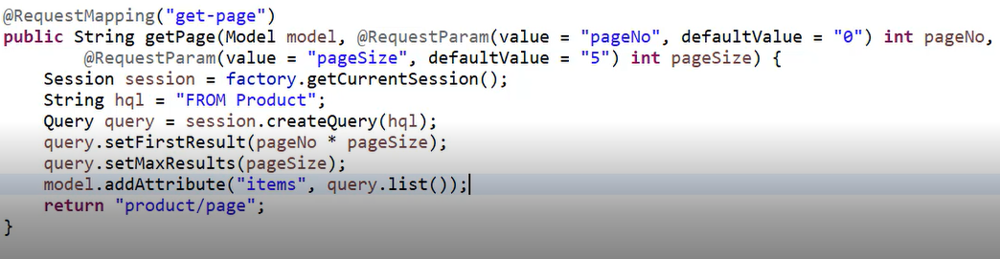 @RequestMapping("get-page")
public String getPage(Model model, @RequestParam(value = "pageNo", defaultValue = "0") int pageNo,
        @RequestParam(value = "pageSize", defaultValue = "5") int pageSize) {
    Session session = factory.getCurrentSession();
    String hql = "FROM Product";
    Query query = session.createQuery(hql);
    query.setFirstResult(pageNo * pageSize);
    query.setMaxResults(pageSize);
    model.addAttribute("items", query.list());
    return "product/page";
}